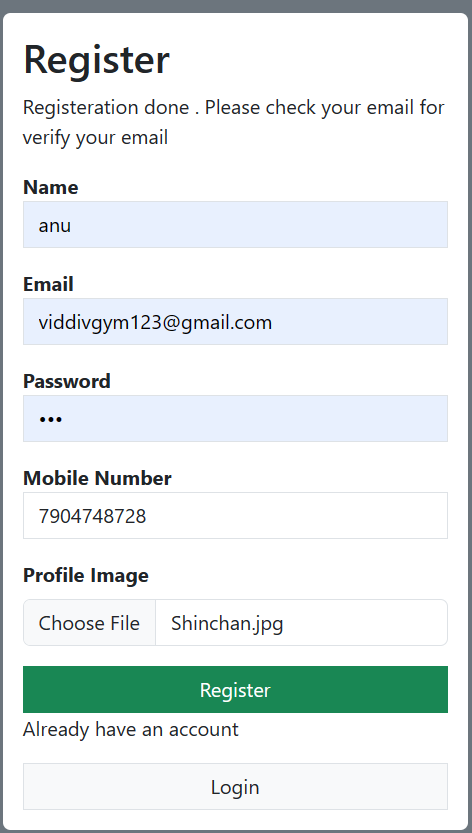 Register
Registeration done . Please check your email for
verify your email
Name
anu
Email
viddivgym123@gmail.com
Password
•••
Mobile Number
7904748728
Profile Image
Choose File Shinchan.jpg
Register
Already have an account
Login